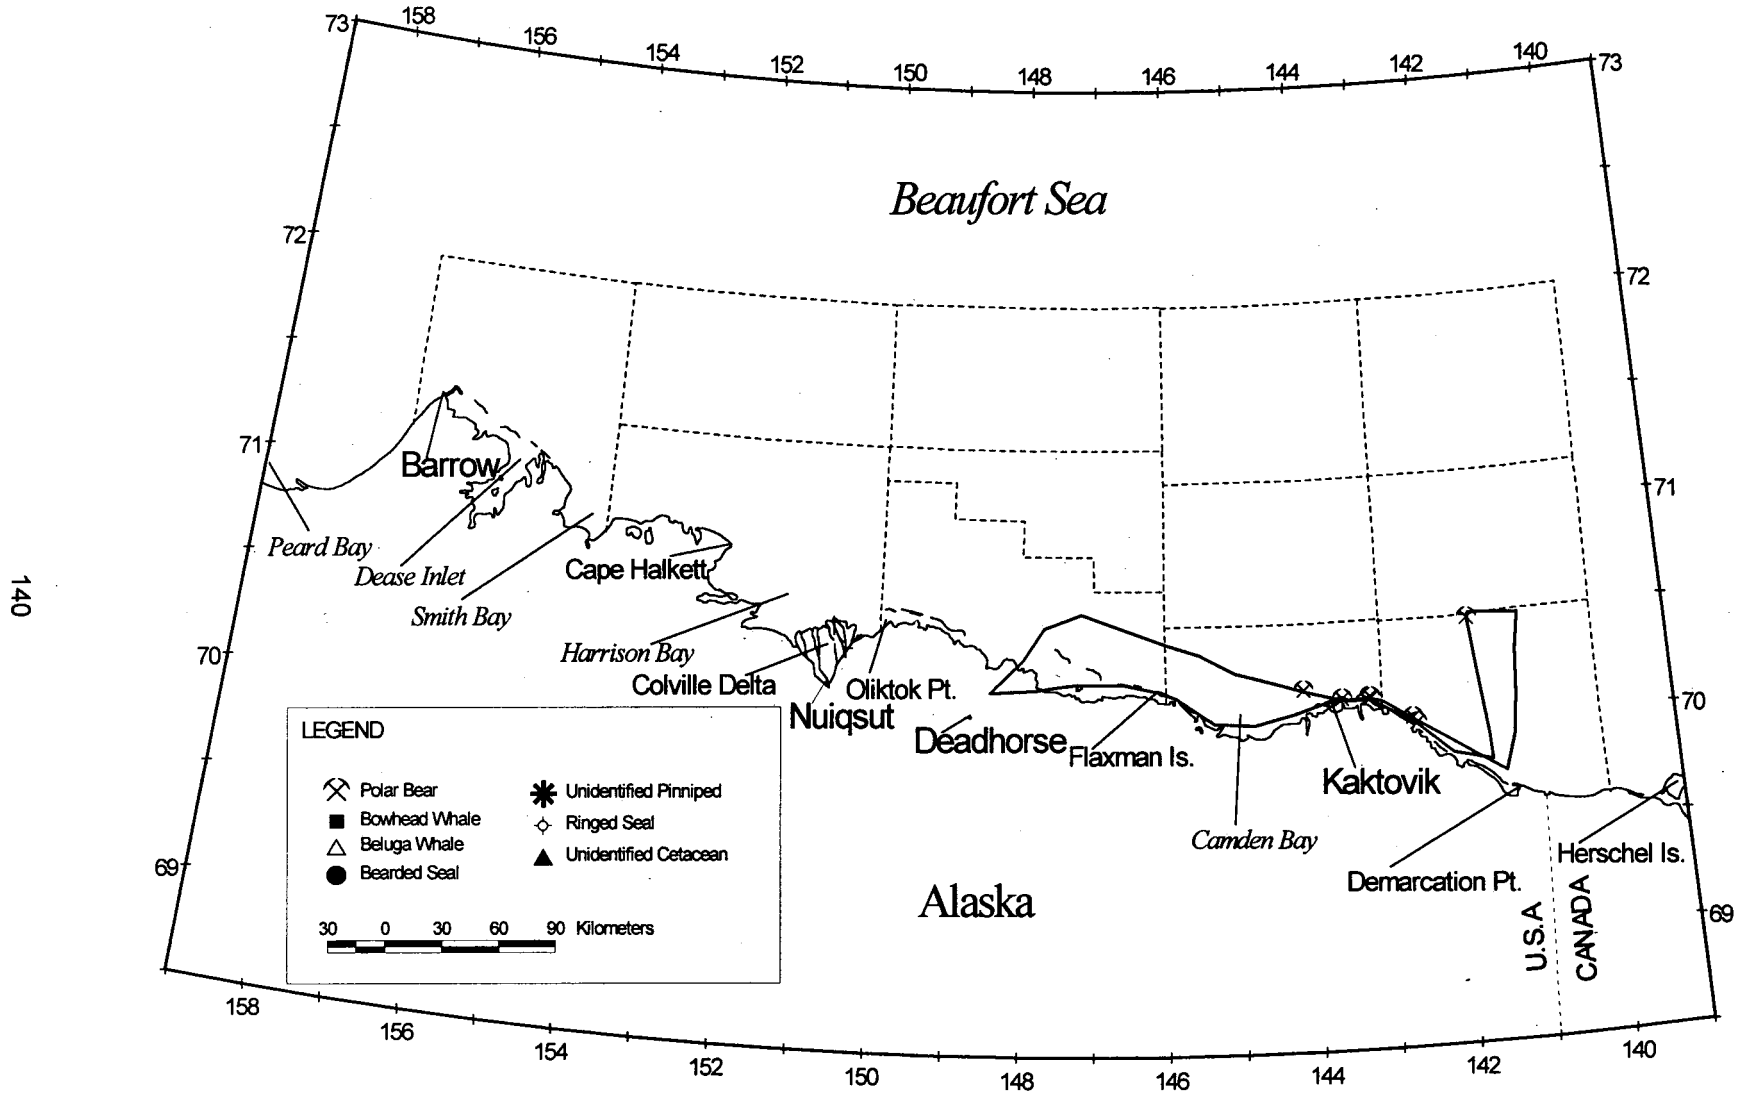 158
156
154
152
150
148
146
144
142
140
73
73
Beaufort Sea
72
72
71
71
Barrow
Peard Bay
Dease Inlet
Cape Halkett
Smith Bay
140
Harrison Bay
70
70
Colville Delta
Oliktok Pt.
Nuiqsut
Deadhorse
Flaxman Is.
Kaktovik
Camden Bay
Herschel Is.
Demarcation Pt.
LEGEND
Polar Bear
Bowhead Whale
Beluga Whale
Bearded Seal
Unidentified Pinniped
Ringed Seal
Unidentified Cetacean
30 0 30 60 90 Kilometers
69
69
Alaska
U.S.A
CANADA
158
156
154
152
150
148
146
144
142
140